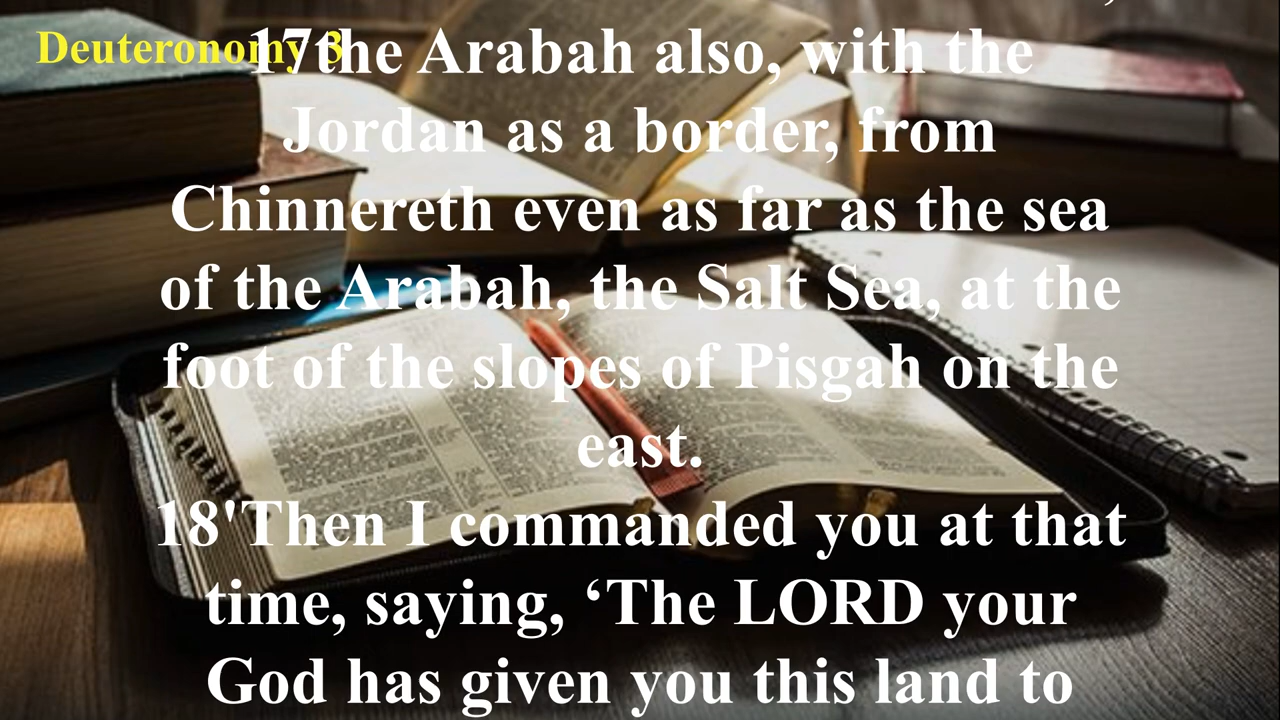 Deuteronomy 3
17the Arabah also, with the
Jordan as a border, from
Chinnereth even as far as the sea
of the Arabah, the Salt Sea, at the
foot of the slopes of Pisgah on the
east.
18'Then I commanded you at that
time, saying, ‘The LORD your
God has given you this land to